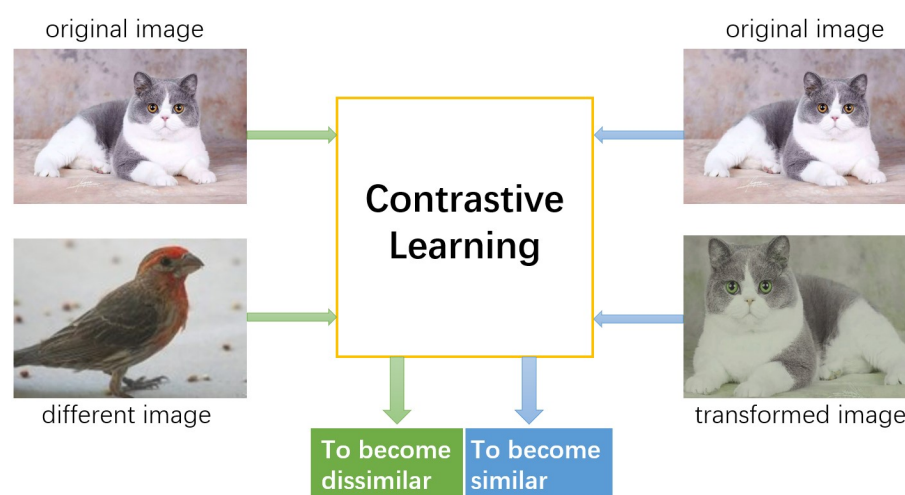 original image
original image
Contrastive
Learning
different image
transformed image
To become
dissimilar
To become
similar